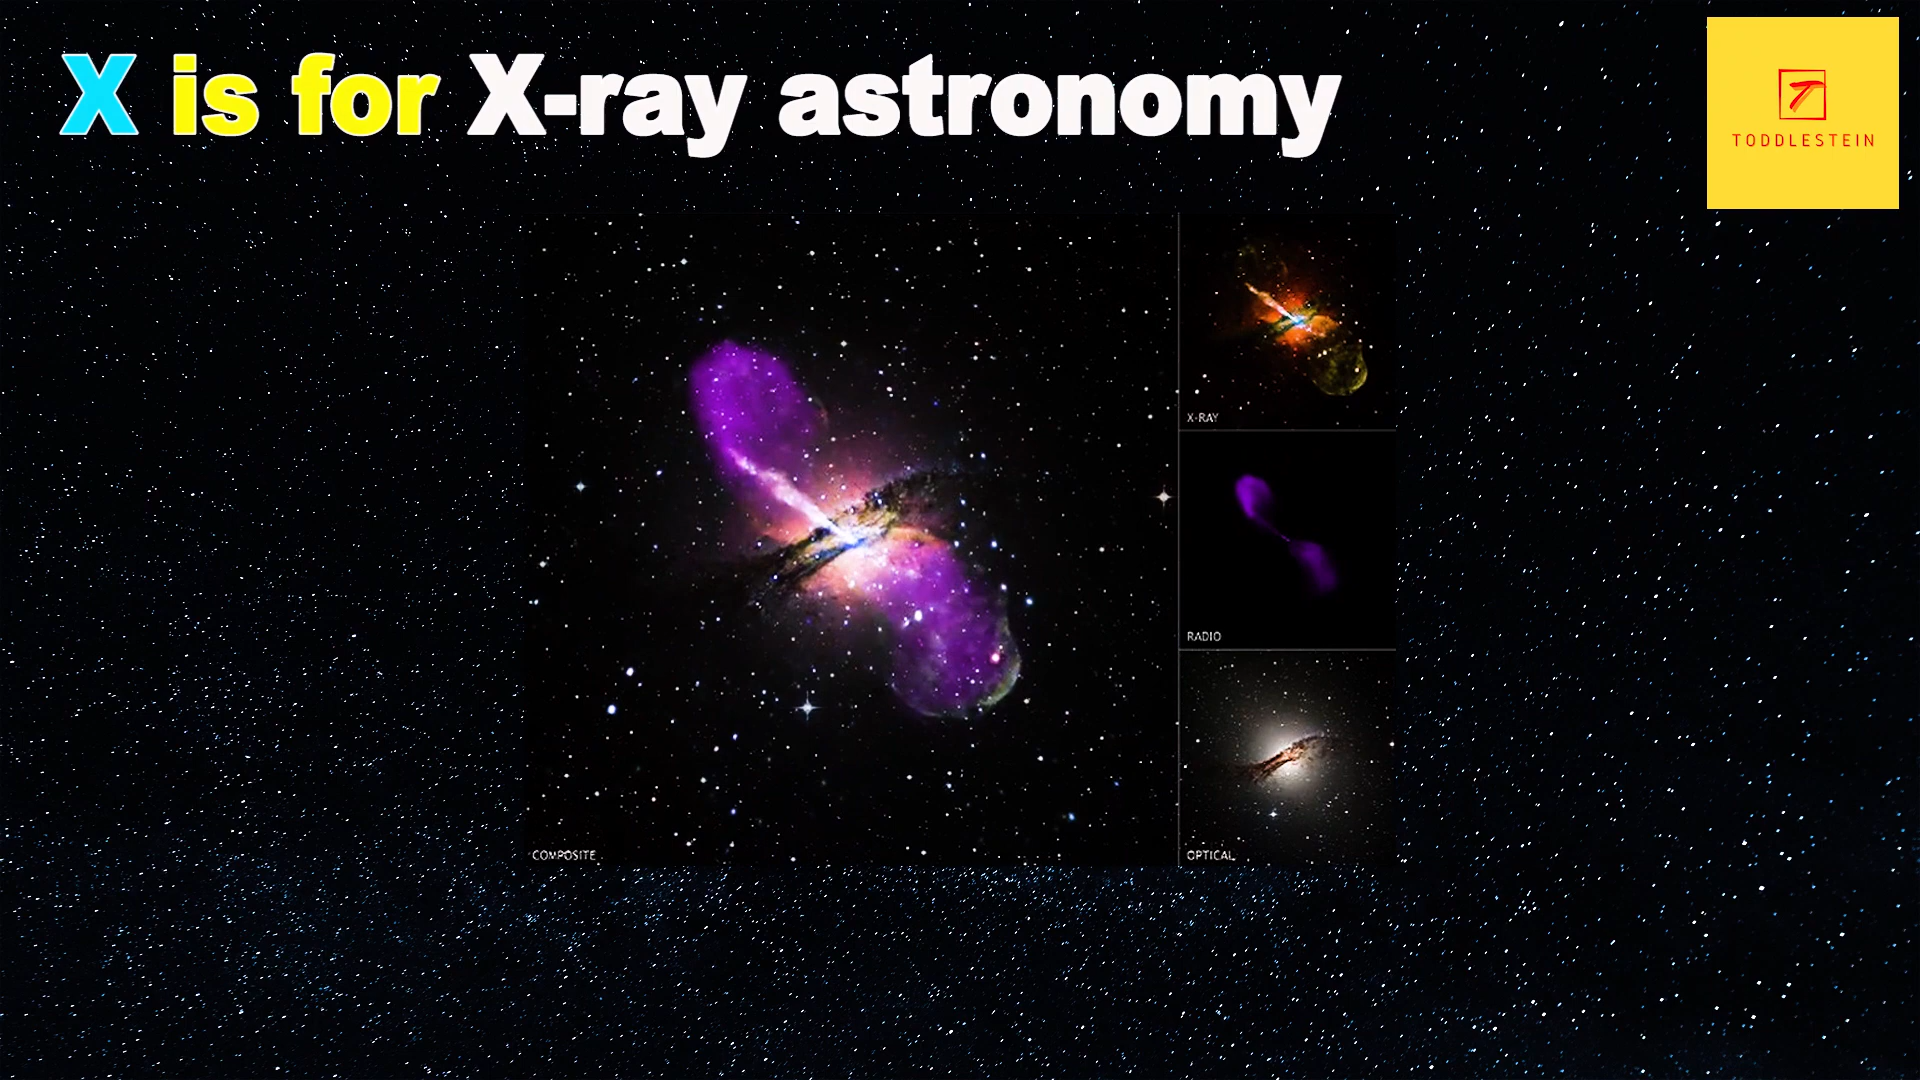 X is for X-ray astronomy
TODDLESTEIN
X-RAY
RADIO
COMPOSITE
OPTICAL